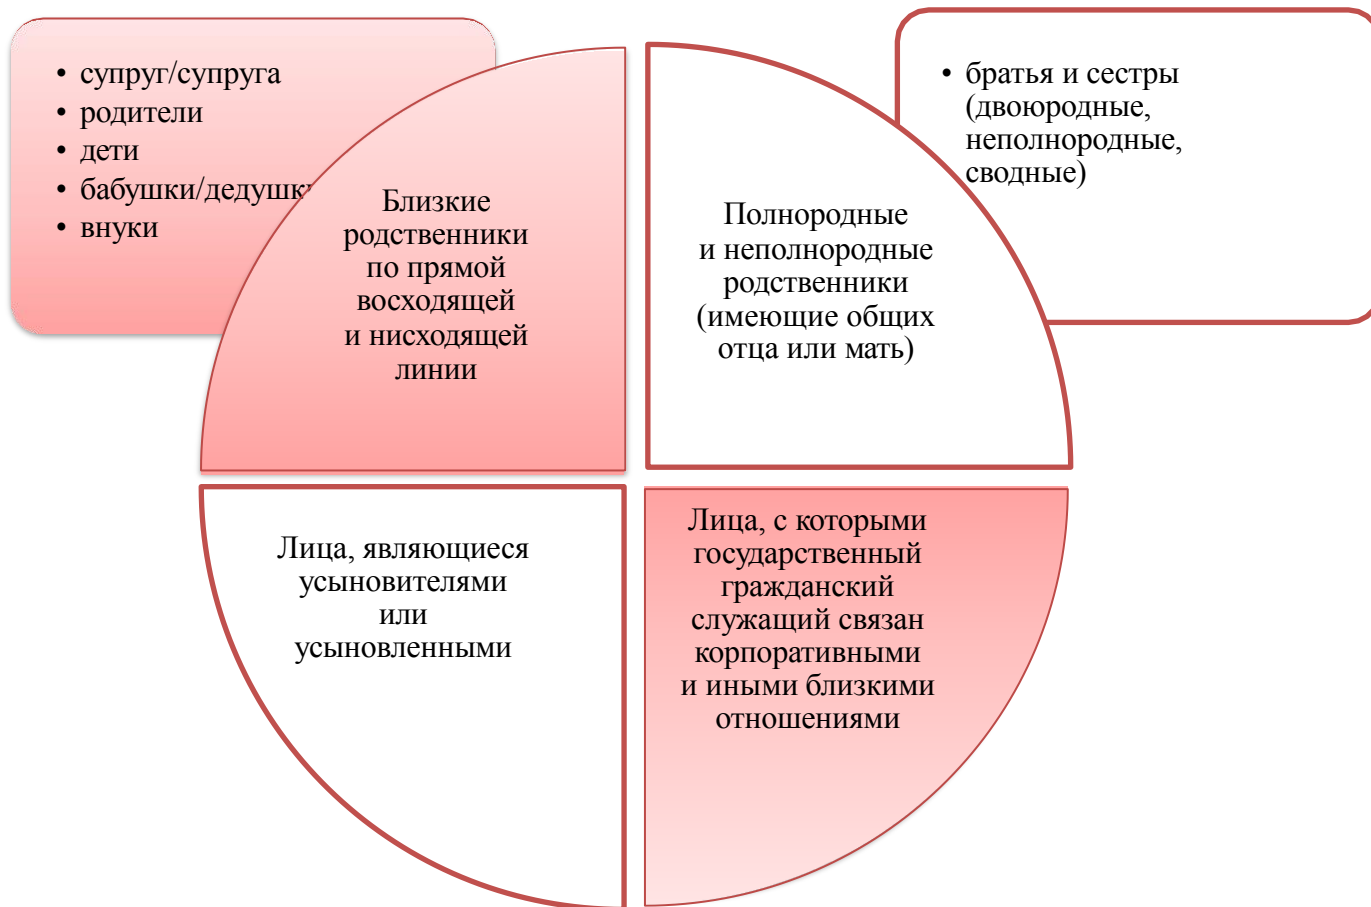 • супруг/супруга
• родители
• дети
• бабушки/дедушки
• внуки
Близкие
родственники
по прямой
восходящей
и нисходящей
линии
• братья и сестры
(двоюродные,
неполнородные,
сводные)
Полнородные
и неполнородные
родственники
(имеющие общих
отца или мать)
Лица, являющиеся
усыновителями
или
усыновленными
Лица, с которыми
государственный
гражданский
служащий связан
корпоративными
и иными близкими
отношениями